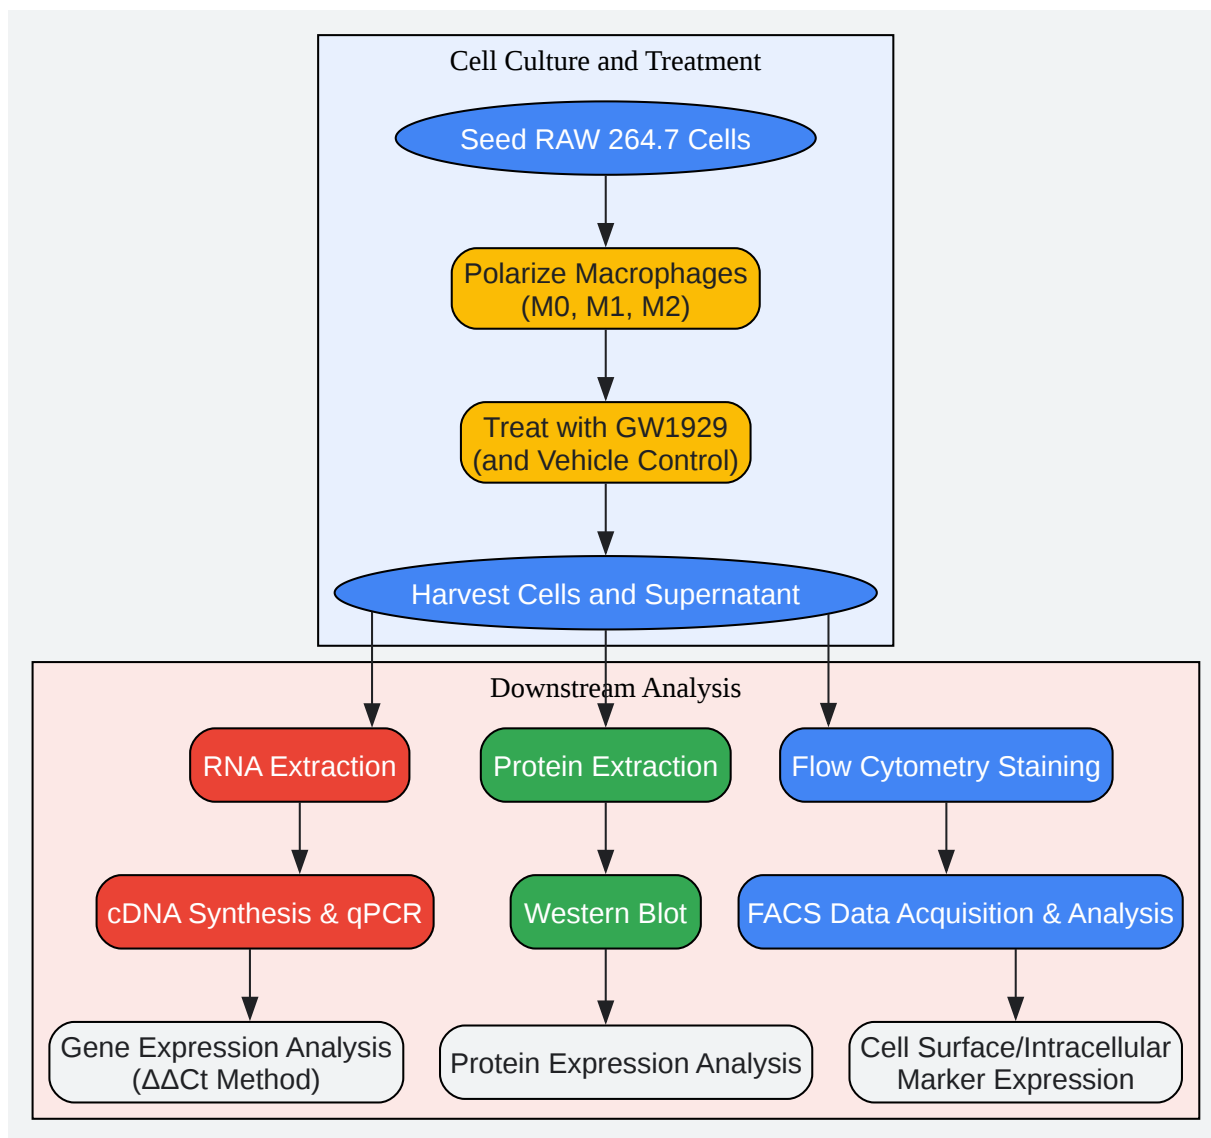 Cell Culture and Treatment
Seed RAW 264.7 Cells
Polarize Macrophages
(M0, M1, M2)
Treat with GW1929
(and Vehicle Control)
Harvest Cells and Supernatant
Downstream Analysis
RNA Extraction
Protein Extraction
Flow Cytometry Staining
cDNA Synthesis & qPCR
Western Blot
FACS Data Acquisition & Analysis
Gene Expression Analysis
(ΔΔCt Method)
Protein Expression Analysis
Cell Surface/Intracellular
Marker Expression